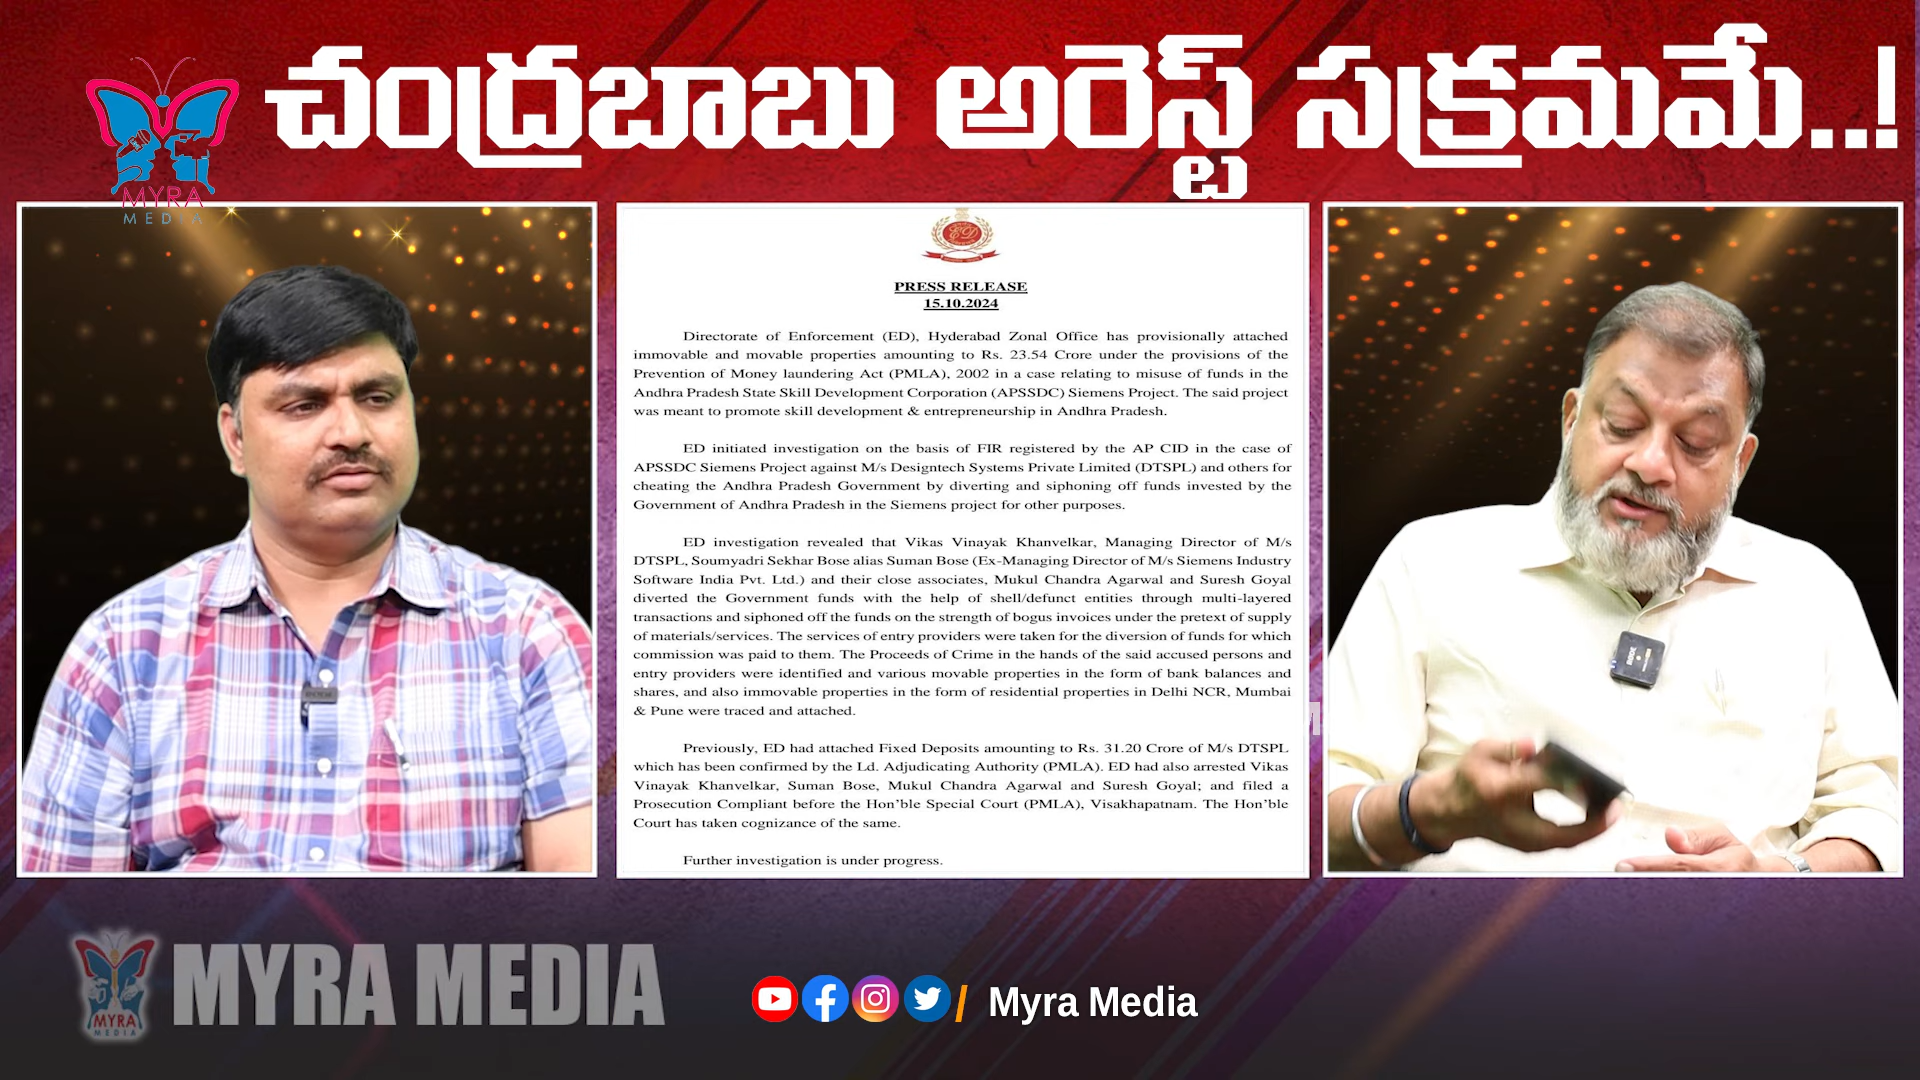 చంద్రబాబు అరెస్ట్ సక్రమమే..!
MYRA
MEDIA
PRESS RELEASE
15.10.2024
Directorate of Enforcement (ED), Hyderabad Zonal Office has provisionally attached
immovable and movable properties amounting to Rs. 23.54 Crore under the provisions of the
Prevention of Money laundering Act (PMLA), 2002 in a case relating to misuse of funds in the
Andhra Pradesh State Skill Development Corporation (APSSDC) Siemens Project. The said project
was meant to promote skill development & entrepreneurship in Andhra Pradesh.
ED initiated investigation on the basis of FIR registered by the AP CID in the case of
APSSDC Siemens Project against M/s Designtech Systems Private Limited (DTSPL) and others for
cheating the Andhra Pradesh Government by diverting and siphoning off funds invested by the
Government of Andhra Pradesh in the Siemens project for other purposes.
ED investigation revealed that Vikas Vinayak Khanvelkar, Managing Director of M/s
DTSPL, Soumyadri Sekhar Bose alias Suman Bose (Ex-Managing Director of M/s Siemens Industry
Software India Pvt. Ltd.) and their close associates, Mukul Chandra Agarwal and Suresh Goyal
diverted the Government funds with the help of shell/defunct entities through multi-layered
transactions and siphoned off the funds on the strength of bogus invoices under the pretext of supply
of materials/services. The services of entry providers were taken for the diversion of funds for which
commission was paid to them. The Proceeds of Crime in the hands of the said accused persons and
entry providers were identified and various movable properties in the form of bank balances and
shares, and also immovable properties in the form of residential properties in Delhi NCR, Mumbai
& Pune were traced and attached.
Previously, ED had attached Fixed Deposits amounting to Rs. 31.20 Crore of M/s DTSPL
which has been confirmed by the Ld. Adjudicating Authority (PMLA). ED had also arrested Vikas
Vinayak Khanvelkar, Suman Bose, Mukul Chandra Agarwal and Suresh Goyal; and filed a
Prosecution Compliant before the Hon'ble Special Court (PMLA), Visakhapatnam. The Hon'ble
Court has taken cognizance of the same.
Further investigation is under progress.
MYRA
MEDIA
MYRA MEDIA
/ Myra Media